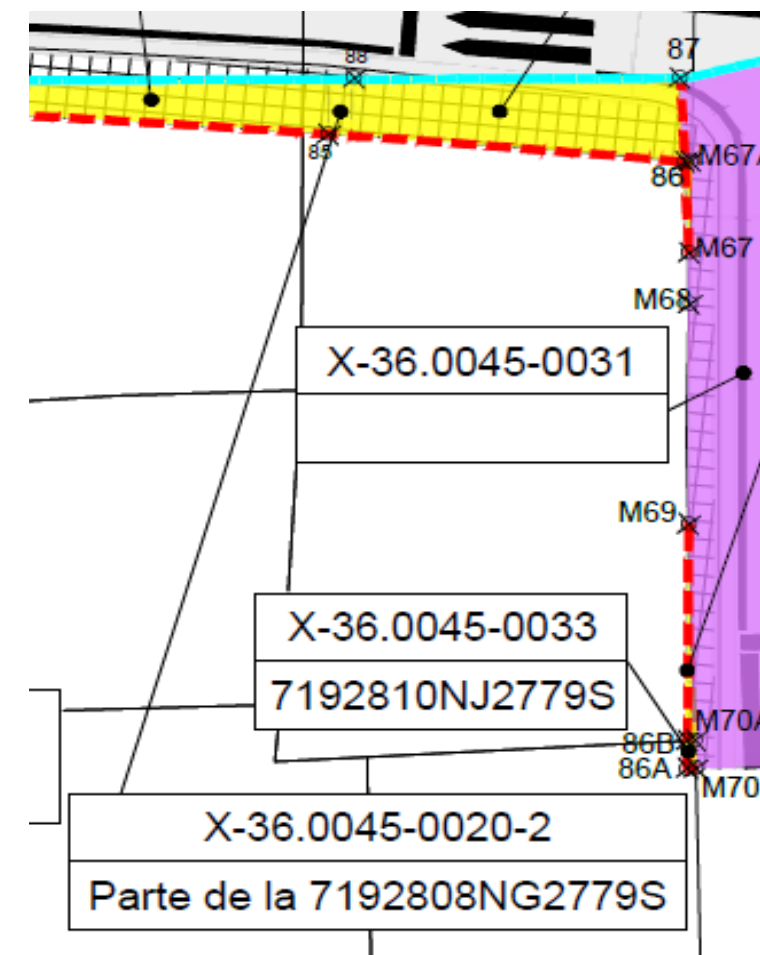 88
87
85
86
M67A
M67
M68
X-36.0045-0031
M69
X-36.0045-0033
7192810NJ2779S
M70A
86B
86A
M70
X-36.0045-0020-2
Parte de la 7192808NG2779S